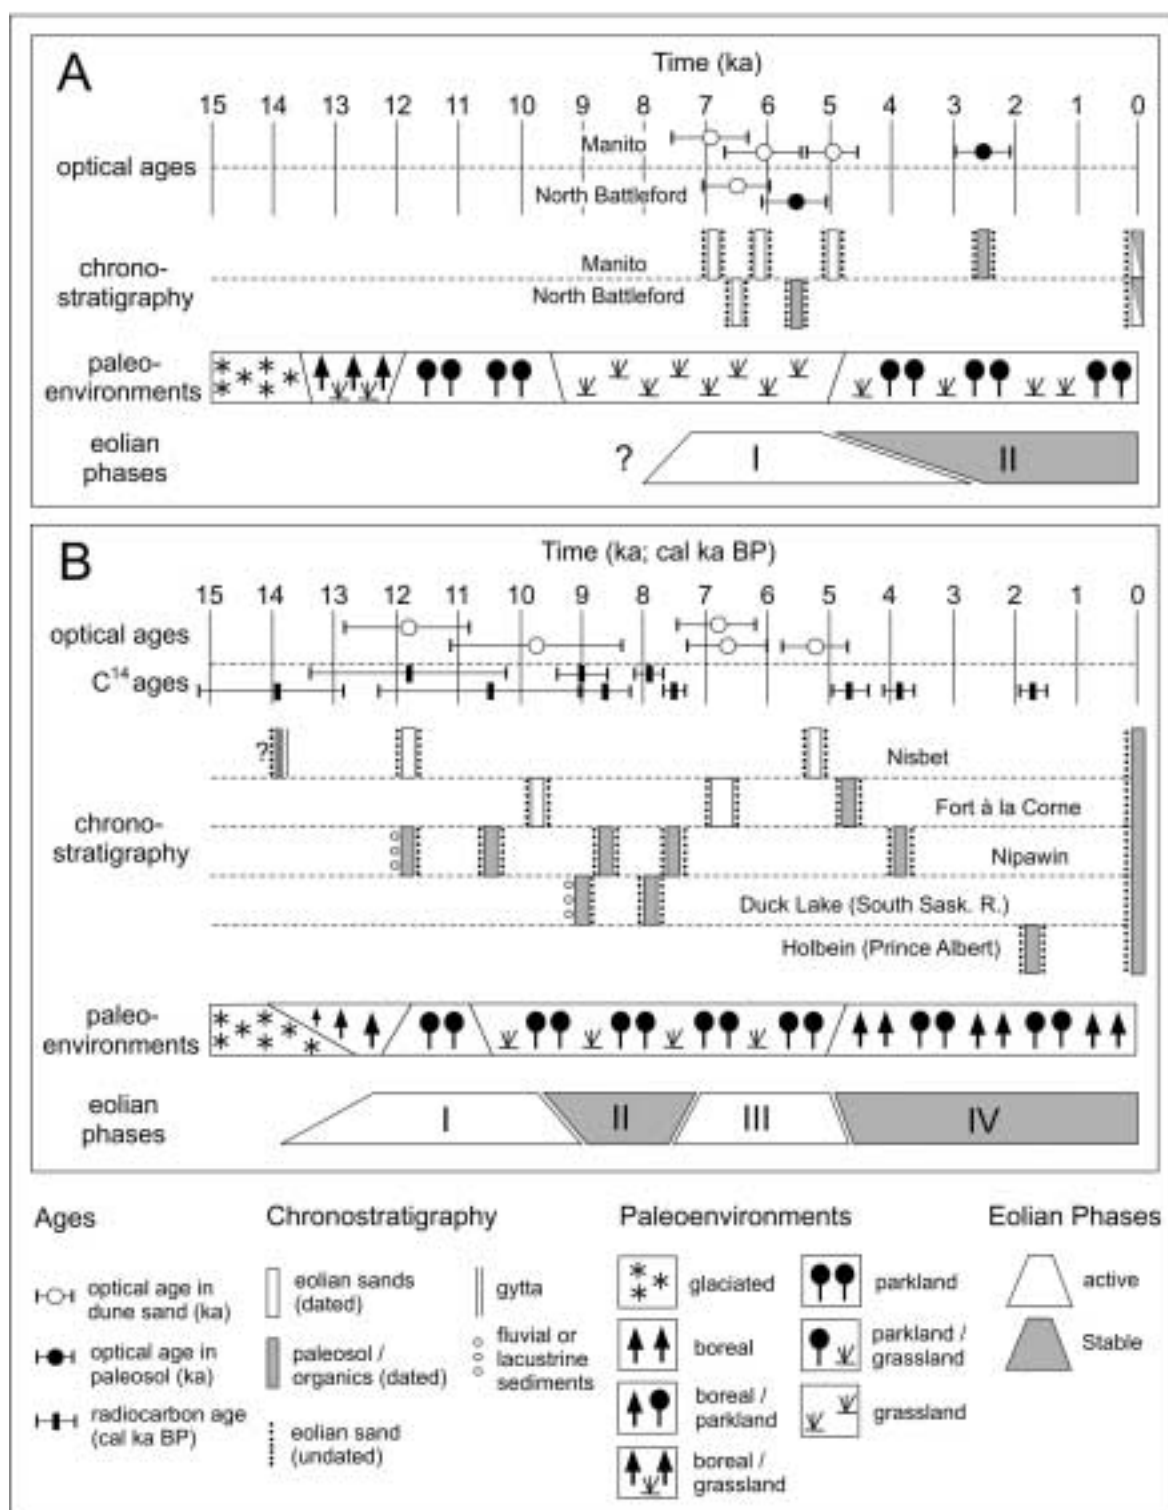 A
Time (ka)
15 14 13 12 11 10 9 8 7 6 5 4 3 2 1 0
optical ages
Manito
North Battleford
chrono-
stratigraphy
Manito
North Battleford
paleo-
environments
eolian
phases
? I II
B
Time (ka; cal ka BP)
15 14 13 12 11 10 9 8 7 6 5 4 3 2 1 0
optical ages
C14 ages
?
Nisbet
Fort à la Corne
chrono-
stratigraphy
Nipawin
Duck Lake (South Sask. R.)
Holbein (Prince Albert)
paleo-
environments
eolian
phases
I II III IV
Ages
optical age in
dune sand (ka)
optical age in
paleosol (ka)
radiocarbon age
(cal ka BP)
Chronostratigraphy
eolian sands
(dated)
paleosol /
organics (dated)
eolian sand
(undated)
gytta
fluvial or
lacustrine
sediments
Paleoenvironments
glaciated
boreal
boreal /
parkland
boreal /
grassland
parkland
parkland /
grassland
grassland
Eolian Phases
active
Stable